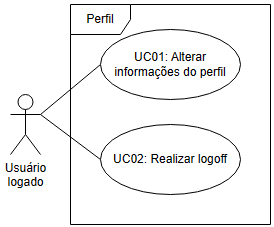 Perfil
UC01: Alterar
informações do perfil
UC02: Realizar logoff
Usuário
logado